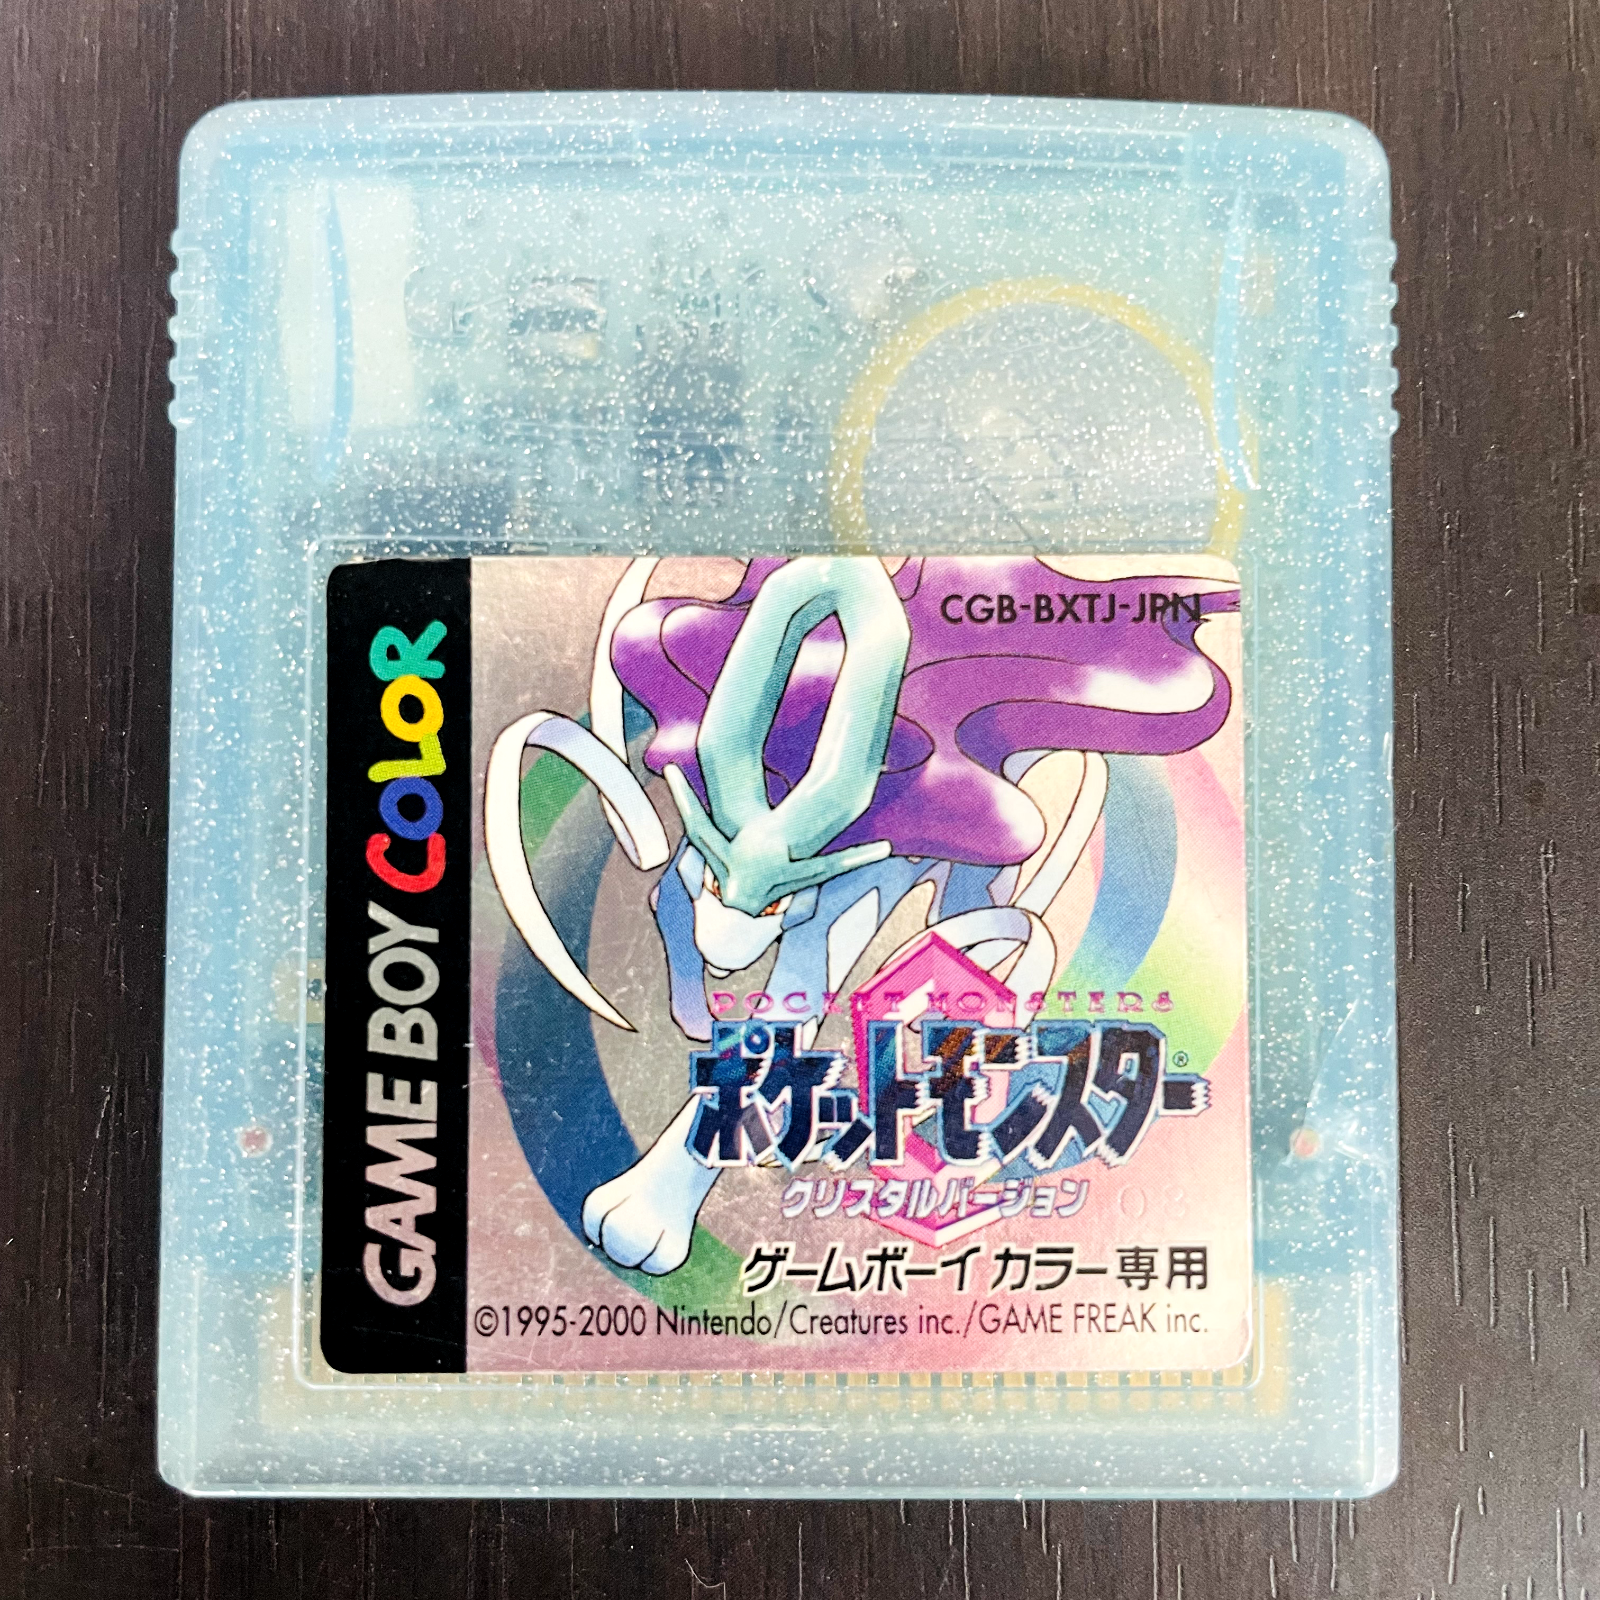 GAME BOY COLOR
CGB-BXTJ-JPN
POCKET MONSTERS
ポケットモンスター®
クリスタルバージョン
ゲームボーイ カラー専用
©1995-2000 Nintendo/Creatures inc./GAME FREAK inc.